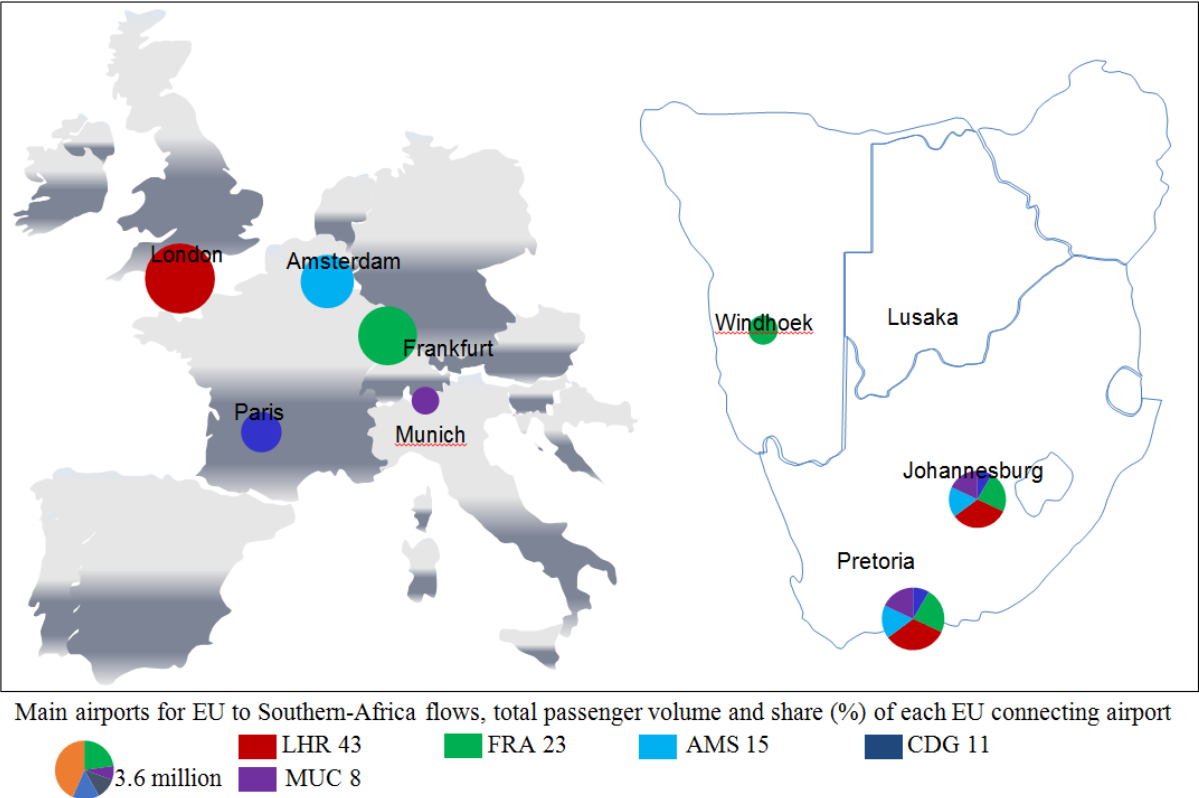 London
Amsterdam
Frankfurt
Paris
Munich
Windhoek
Lusaka
Johannesburg
Pretoria
Main airports for EU to Southern-Africa flows, total passenger volume and share (%) of each EU connecting airport
3.6 million
LHR 43
FRA 23
AMS 15
CDG 11
MUC 8